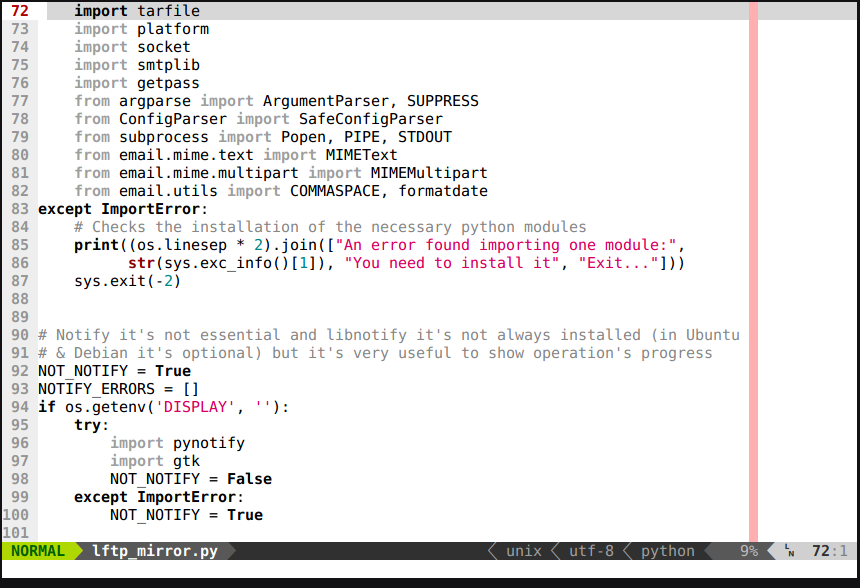 72     import tarfile
73     import platform
74     import socket
75     import smtplib
76     import getpass
77     from argparse import ArgumentParser, SUPPRESS
78     from ConfigParser import SafeConfigParser
79     from subprocess import Popen, PIPE, STDOUT
80     from email.mime.text import MIMEText
81     from email.mime.multipart import MIMEMultipart
82     from email.utils import COMMASPACE, formatdate
83 except ImportError:
84     # Checks the installation of the necessary python modules
85     print((os.linesep * 2).join(["An error found importing one module:",
86           str(sys.exc_info()[1]), "You need to install it", "Exit..."]))
87     sys.exit(-2)
88
89
90 # Notify it's not essential and libnotify it's not always installed (in Ubuntu
91 # & Debian it's optional) but it's very useful to show operation's progress
92 NOT_NOTIFY = True
93 NOTIFY_ERRORS = []
94 if os.getenv('DISPLAY', ''):
95     try:
96         import pynotify
97         import gtk
98         NOT_NOTIFY = False
99     except ImportError:
100         NOT_NOTIFY = True
101
NORMAL lftp_mirror.py unix utf-8 python 9% LN 72:1